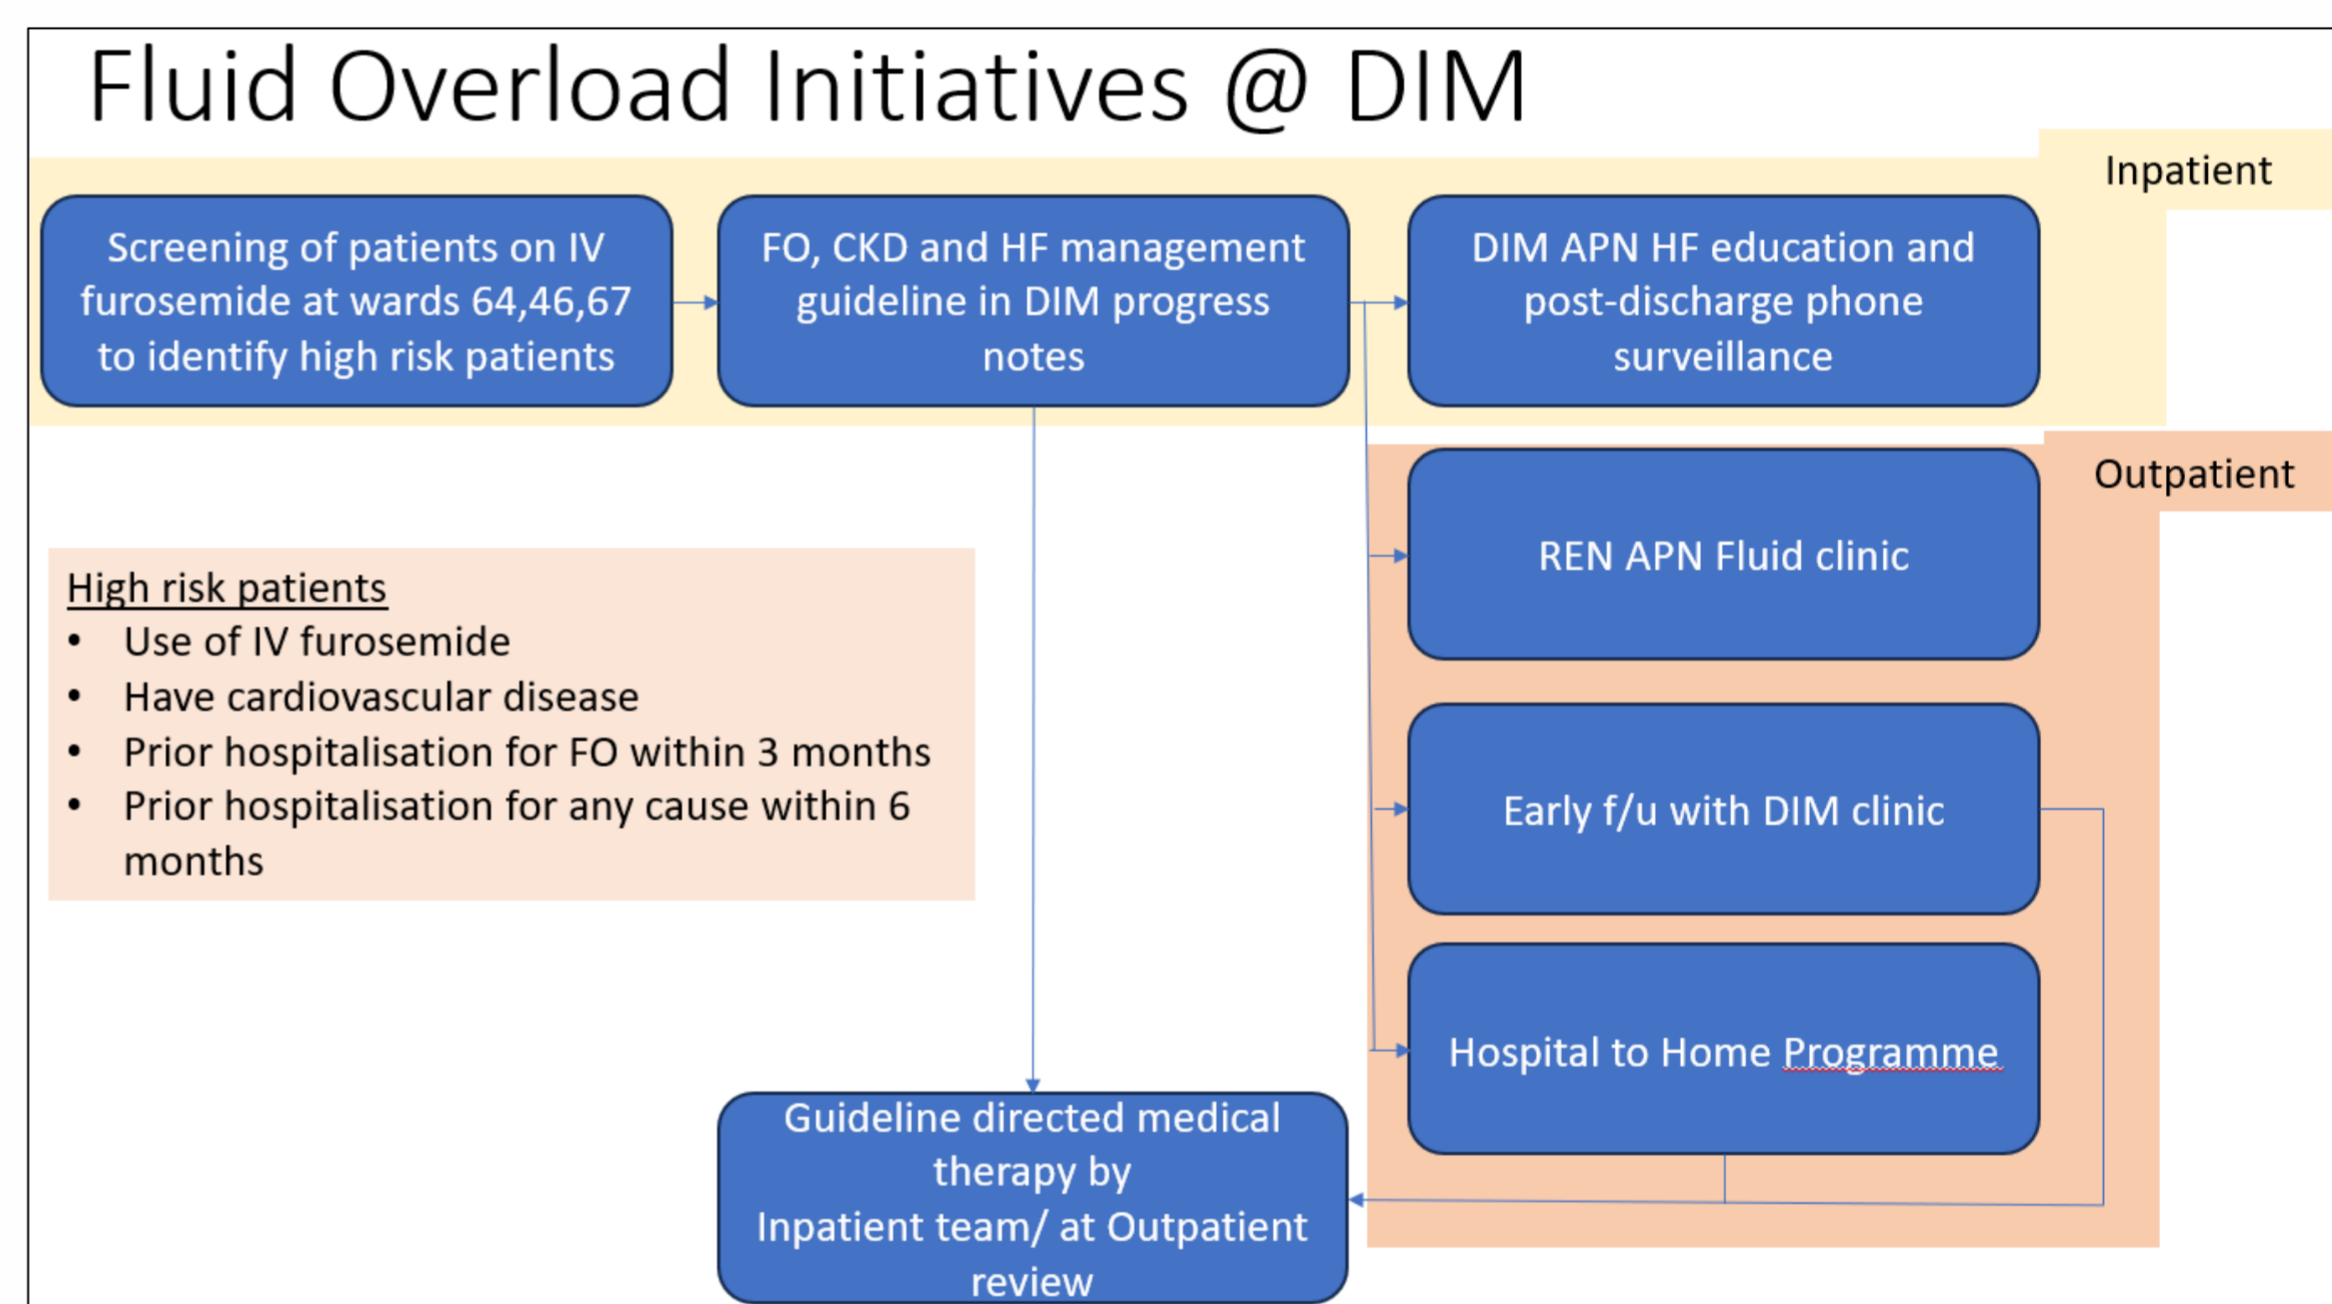 Fluid Overload Initiatives @ DIM
Inpatient
Screening of patients on IV
furosemide at wards 64,46,67
to identify high risk patients
FO, CKD and HF management
guideline in DIM progress
notes
DIM APN HF education and
post-discharge phone
surveillance
Outpatient
REN APN Fluid clinic
High risk patients
• Use of IV furosemide
• Have cardiovascular disease
• Prior hospitalisation for FO within 3 months
• Prior hospitalisation for any cause within 6
months
Early f/u with DIM clinic
Hospital to Home Programme
Guideline directed medical
therapy by
Inpatient team/ at Outpatient
review